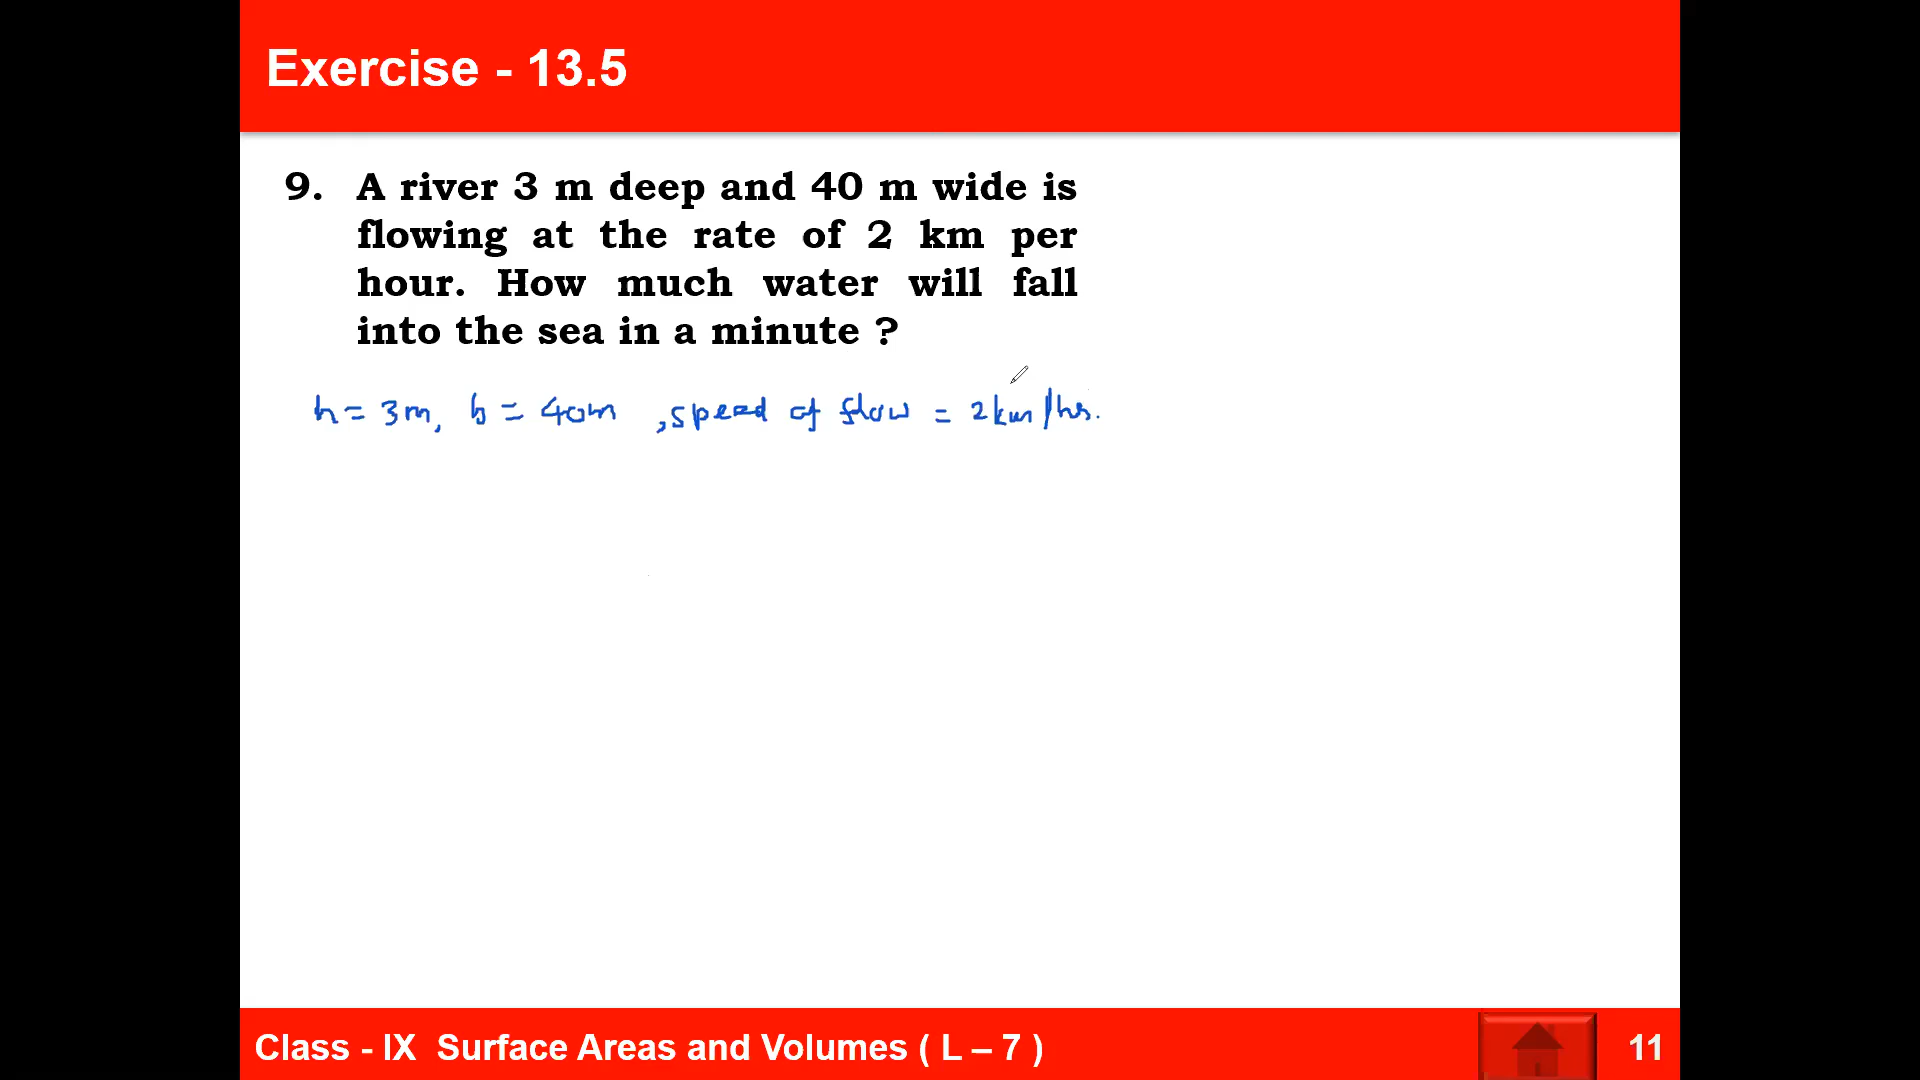 Exercise - 13.5
9. A river 3 m deep and 40 m wide is
flowing at the rate of 2 km per
hour. How much water will fall
into the sea in a minute ?
h = 3m, b = 40m , speed of flow = 2km/hs.
Class - IX Surface Areas and Volumes ( L – 7 )
11